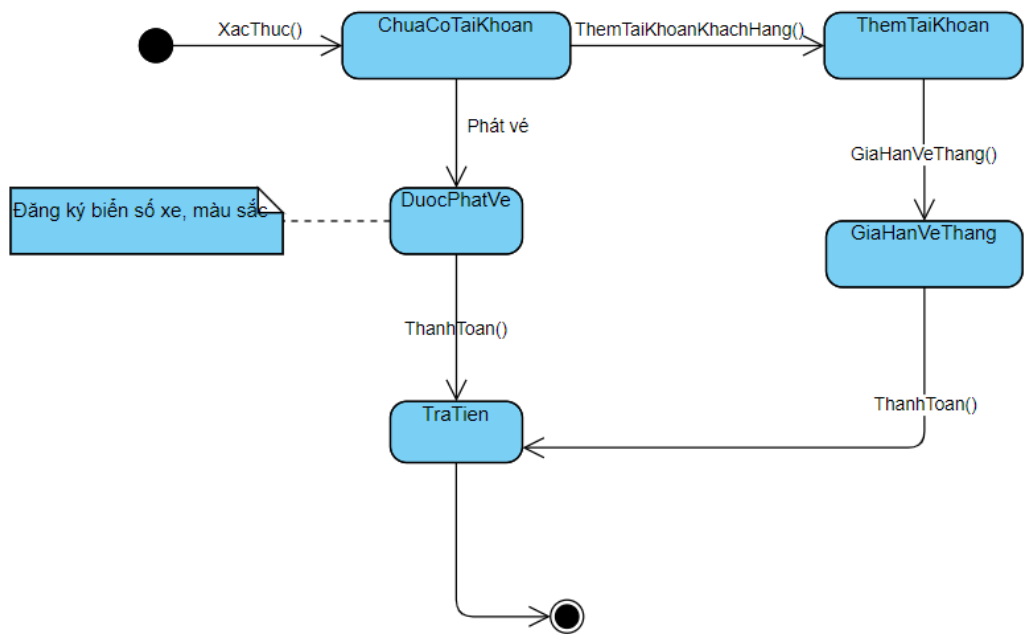 XacThuc()
ChuaCoTaiKhoan
ThemTaiKhoanKhachHang()
ThemTaiKhoan
Phát vé
GiaHanVeThang()
DuocPhatVe
Đăng ký biển số xe, màu sắc
GiaHanVeThang
ThanhToan()
ThanhToan()
TraTien